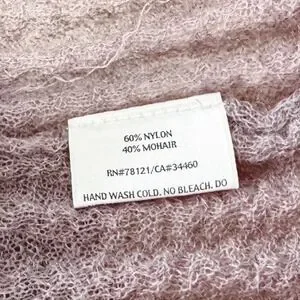 60% NYLON
40% MOHAIR
RN#78121/CA#34460
HAND WASH COLD. NO BLEACH. DO